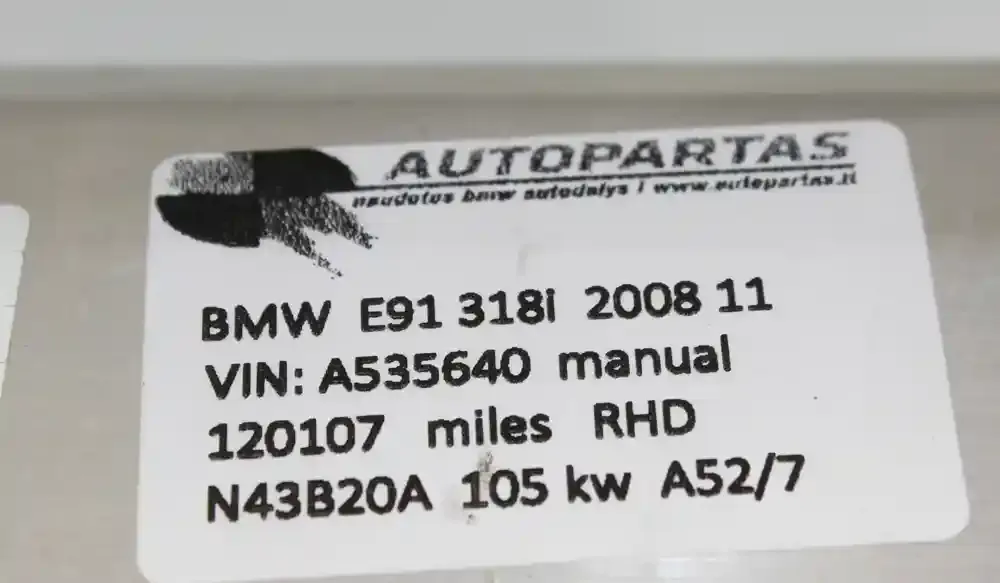 AUTOPARTAS
naudotos bmw autodalys | www.autopartas.lt
BMW E91 318i 2008 11
VIN: A535640 manual
120107 miles RHD
N43B20A 105 kw A52/7